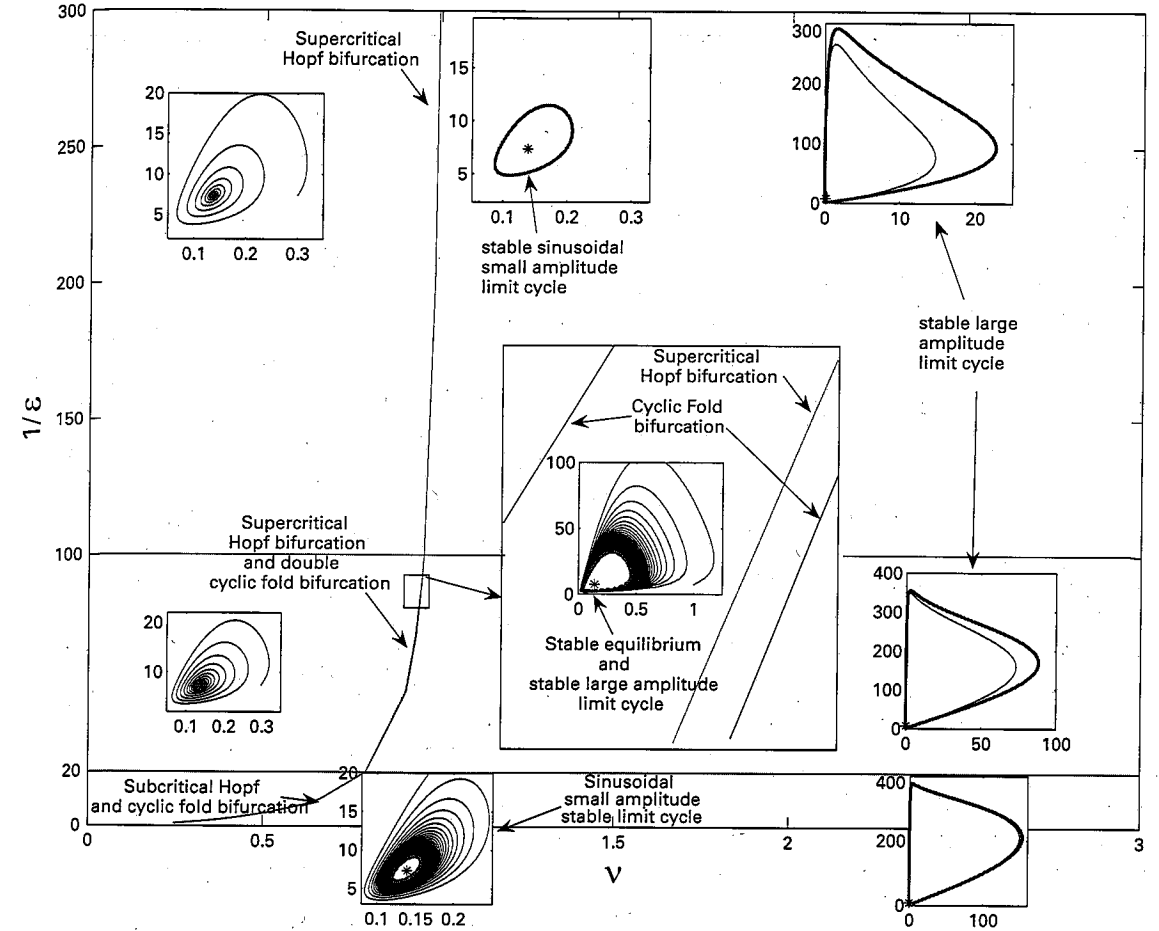 300
250
200
150
100
20
0
1/ε
0
0.5
1.5
2
3
ν
Supercritical
Hopf bifurcation
20
15
10
5
0.1 0.2 0.3
15
10
5
0.1 0.2 0.3
stable sinusoidal
small amplitude
limit cycle
300
200
100
0
0 10 20
stable large
amplitude
limit cycle
Supercritical
Hopf bifurcation
Cyclic Fold
bifurcation
100
50
0
0 0.5 1
Stable equilibrium
and
stable large amplitude
limit cycle
Supercritical
Hopf bifurcation
and double
cyclic fold bifurcation
20
10
0.1 0.2 0.3
400
300
200
100
0
0 50 100
Subcritical Hopf
and cyclic fold bifurcation
20
15
10
5
0.1 0.15 0.2
Sinusoidal
small amplitude
stable limit cycle
400
200
0
0 100